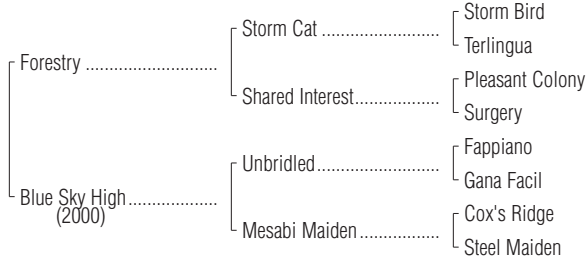 Storm Bird
Storm Cat ........................
Terlingua
Forestry ...........................
Pleasant Colony
Shared Interest.................
Surgery
Fappiano
Unbridled.........................
Gana Facil
Blue Sky High..................
(2000)
Cox's Ridge
Mesabi Maiden................
Steel Maiden